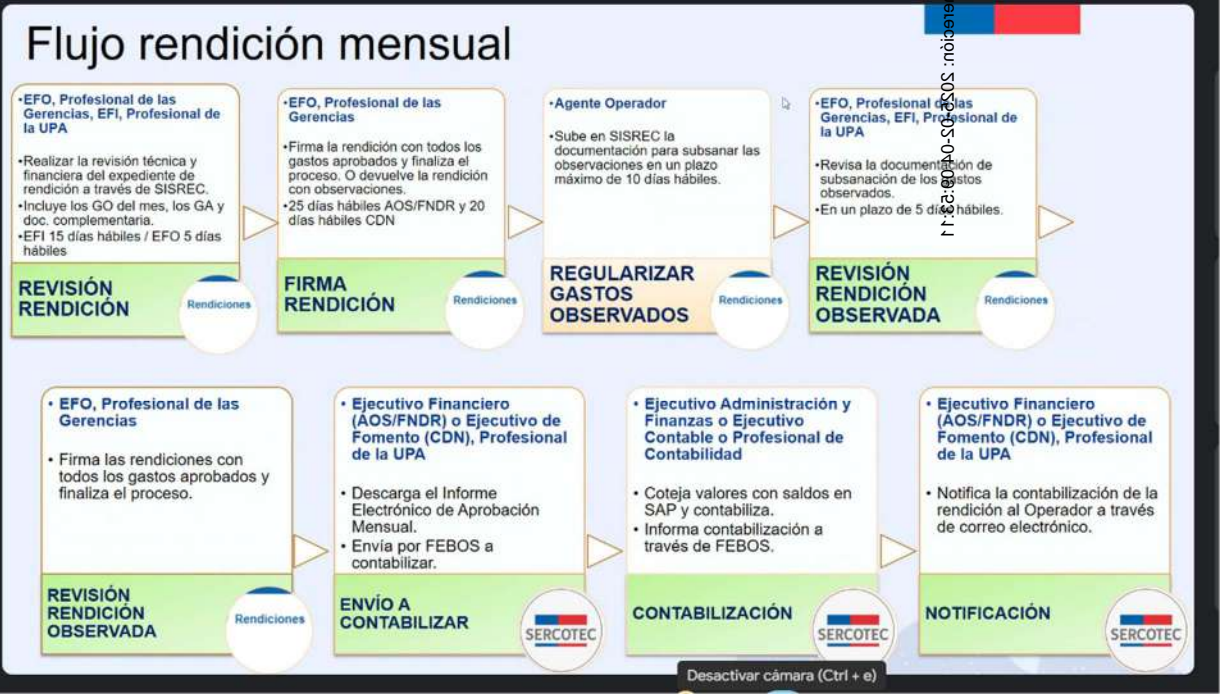 Flujo rendición mensual
•EFO, Profesional de las
Gerencias, EFI, Profesional de
la UPA
•Realizar la revisión técnica y
financiera del expediente de
rendición a través de SISREC.
•Incluye los GO del mes, los GA y
doc. complementaria.
•EFI 15 días hábiles / EFO 5 días
hábiles
REVISIÓN
RENDICIÓN
Rendiciones
•EFO, Profesional de las
Gerencias
•Firma la rendición con todos los
gastos aprobados y finaliza el
proceso. O devuelve la rendición
con observaciones.
•25 días hábiles AOS/FNDR y 20
días hábiles CDN
FIRMA
RENDICIÓN
Rendiciones
•Agente Operador
•Sube en SISREC la
documentación para subsanar las
observaciones en un plazo
máximo de 10 días hábiles.
REGULARIZAR
GASTOS
OBSERVADOS
Rendiciones
•EFO, Profesional de las
Gerencias, EFI, Profesional de
la UPA
•Revisa la documentación de
subsanación de los gastos
observados.
•En un plazo de 5 días hábiles.
REVISIÓN
RENDICIÓN
OBSERVADA
Rendiciones
• EFO, Profesional de las
Gerencias
• Firma las rendiciones con
todos los gastos aprobados y
finaliza el proceso.
REVISIÓN
RENDICIÓN
OBSERVADA
Rendiciones
• Ejecutivo Financiero
(AOS/FNDR) o Ejecutivo de
Fomento (CDN), Profesional
de la UPA
• Descarga el Informe
Electrónico de Aprobación
Mensual.
• Envía por FEBOS a
contabilizar.
ENVÍO A
CONTABILIZAR
SERCOTEC
• Ejecutivo Administración y
Finanzas o Ejecutivo
Contable o Profesional de
Contabilidad
• Coteja valores con saldos en
SAP y contabiliza.
• Informa contabilización a
través de FEBOS.
CONTABILIZACIÓN
SERCOTEC
• Ejecutivo Financiero
(AOS/FNDR) o Ejecutivo de
Fomento (CDN), Profesional
de la UPA
• Notifica la contabilización de la
rendición al Operador a través
de correo electrónico.
NOTIFICACIÓN
SERCOTEC
Desactivar cámara (Ctrl + e)